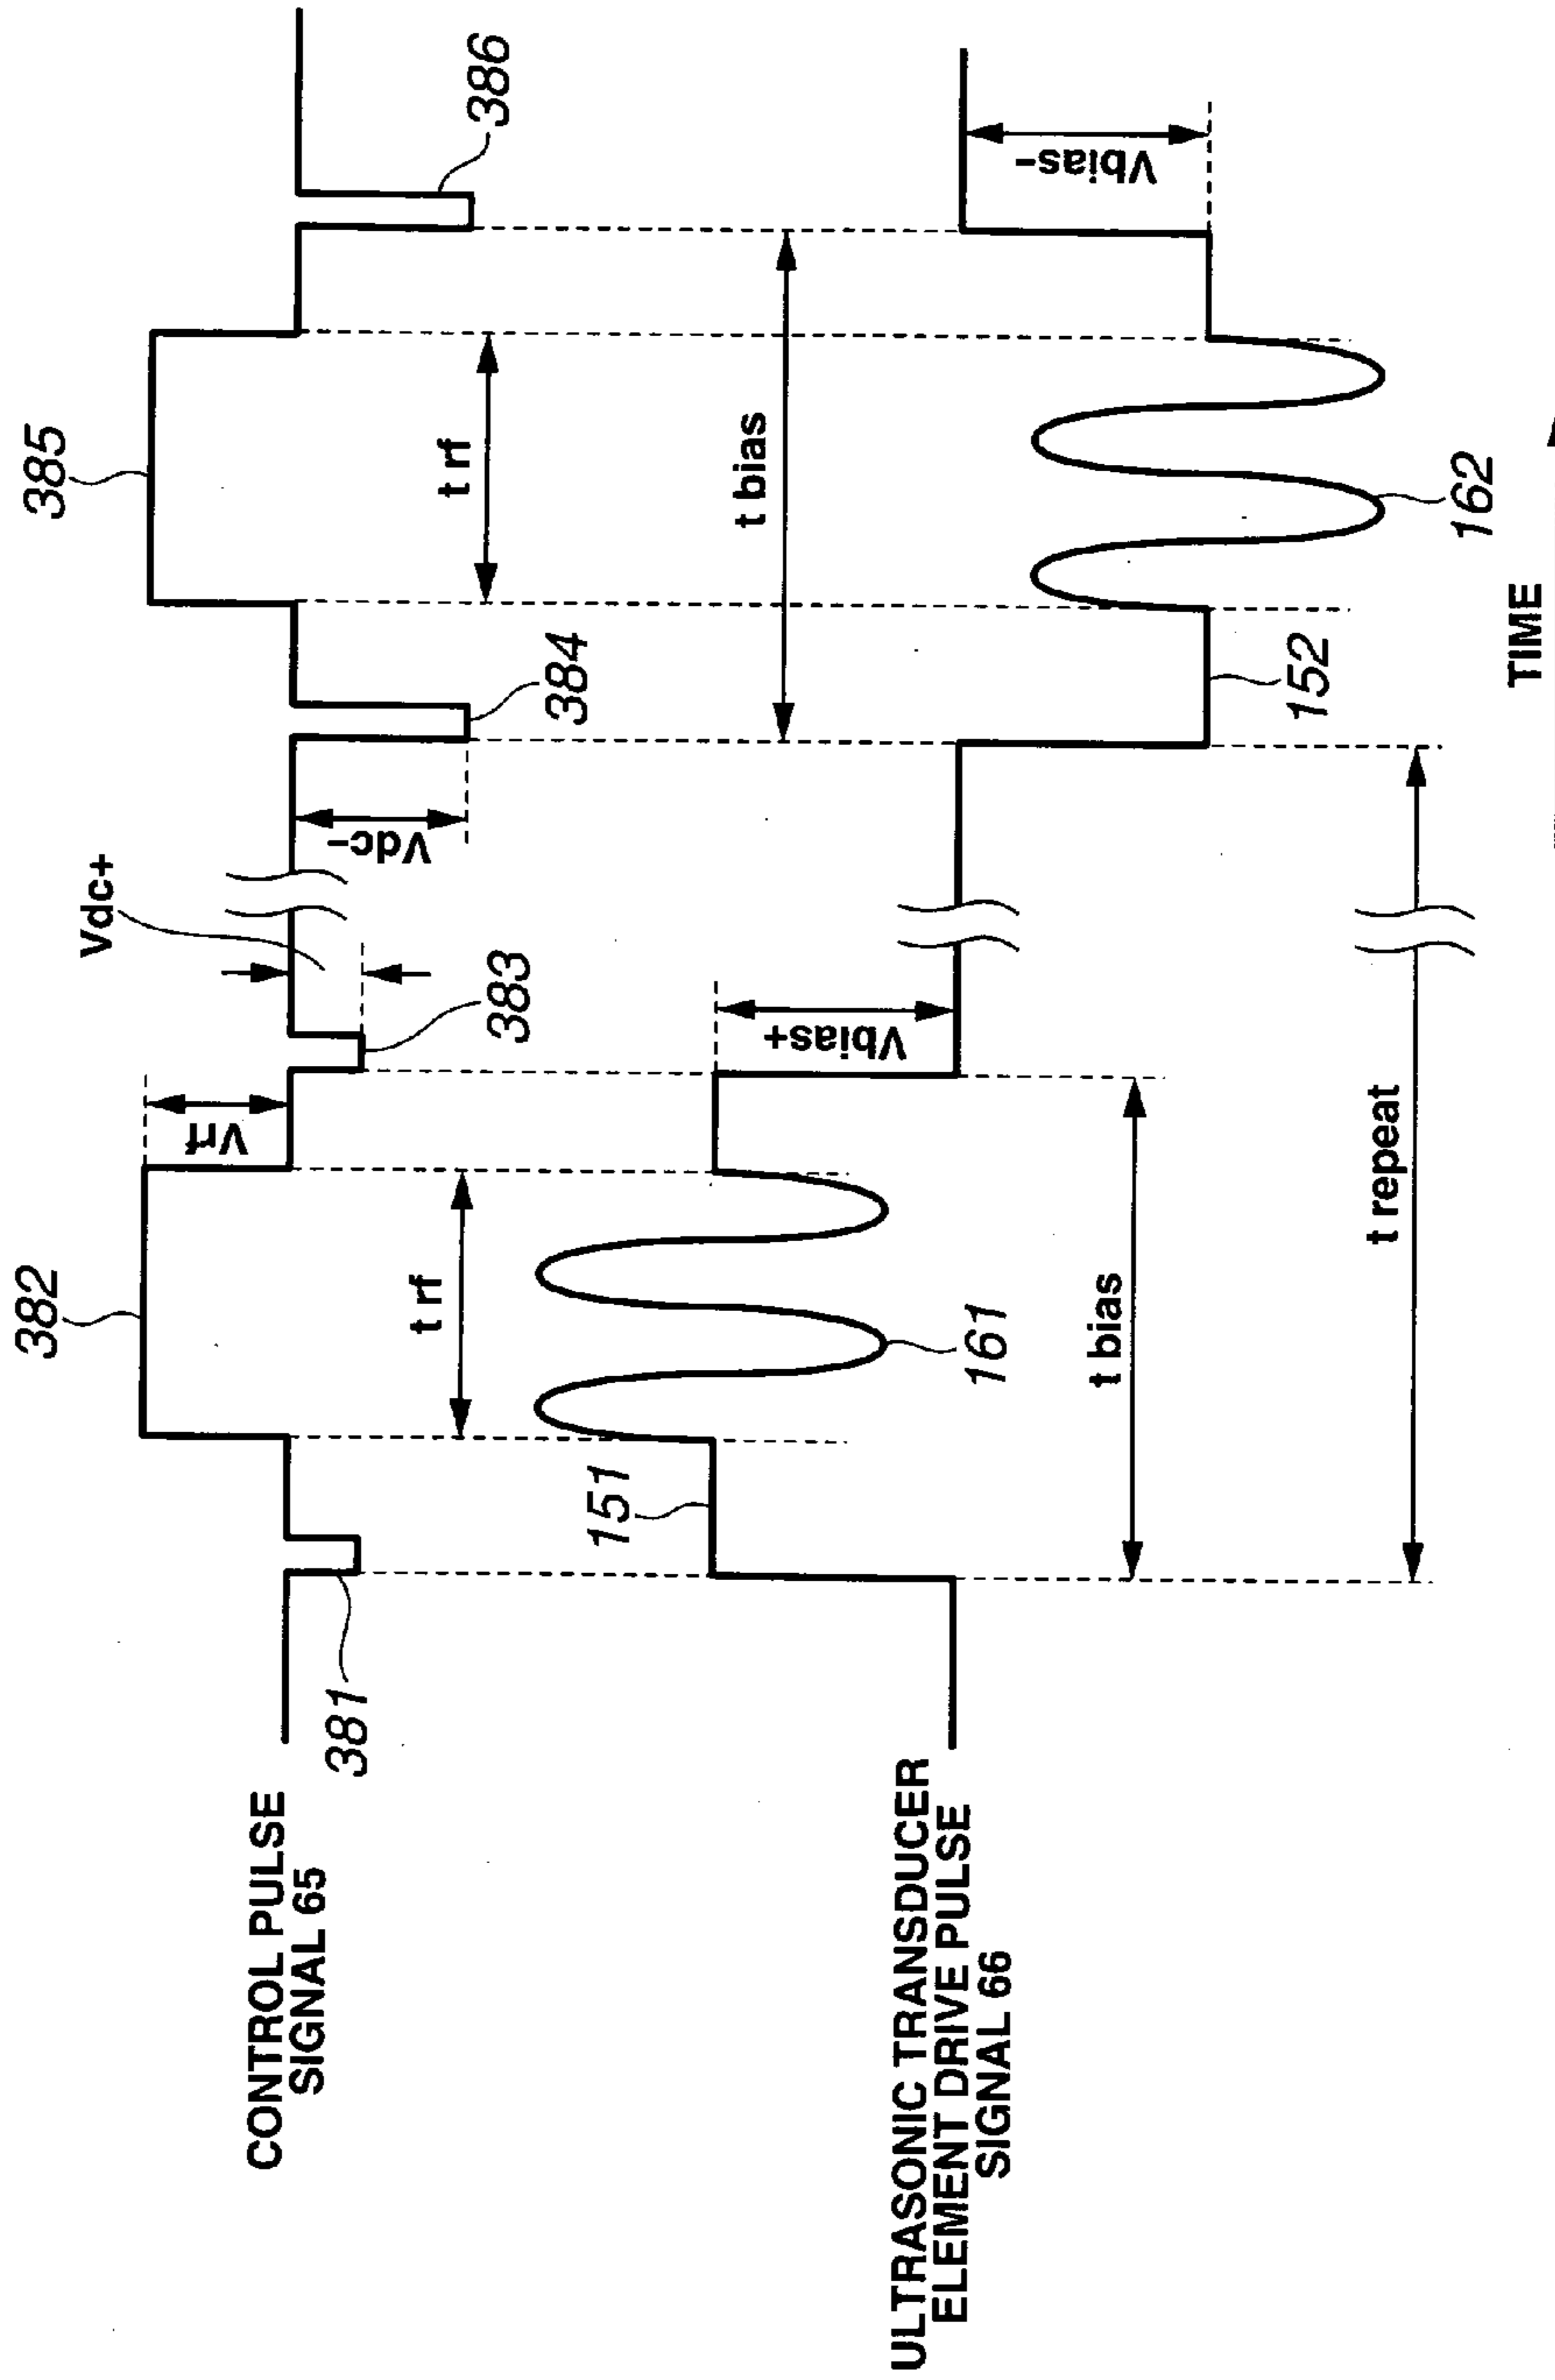 CONTROL PULSE
SIGNAL 65
381
382
Vrf
383
Vdc+
Vdc-
384
385
386
t rf
t rf
t bias
ULTRASONIC TRANSDUCER
ELEMENT DRIVE PULSE
SIGNAL 66
151
161
Vbias+
t bias
t repeat
152
162
Vbias-
TIME